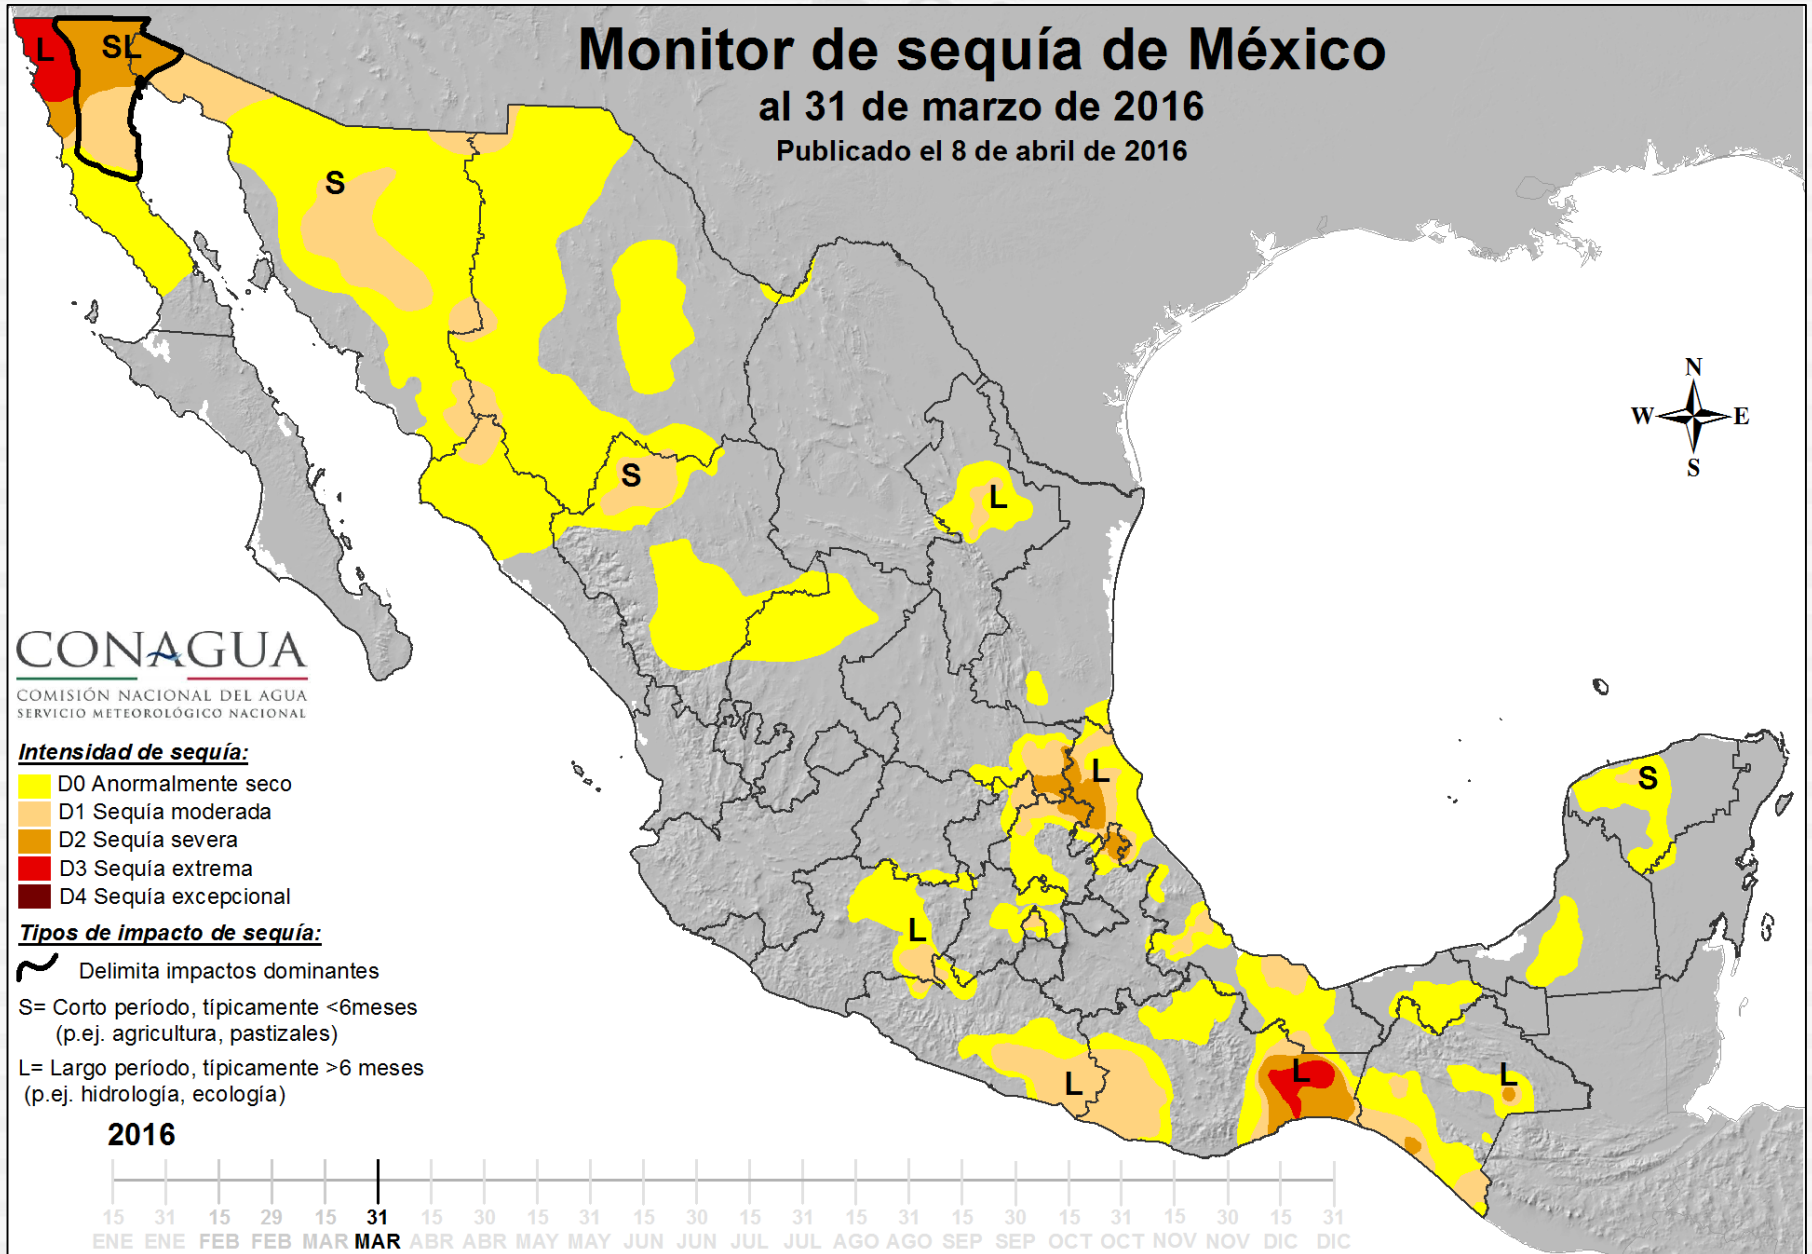 Monitor de sequía de México
al 31 de marzo de 2016
Publicado el 8 de abril de 2016
L
SL
S
N
W E
S
S
L
CONAGUA
COMISIÓN NACIONAL DEL AGUA
SERVICIO METEOROLÓGICO NACIONAL
L
S
L
L
L
L
Intensidad de sequía:
D0 Anormalmente seco
D1 Sequía moderada
D2 Sequía severa
D3 Sequía extrema
D4 Sequía excepcional
Tipos de impacto de sequía:
Delimita impactos dominantes
S= Corto período, típicamente <6meses
(p.ej. agricultura, pastizales)
L= Largo período, típicamente >6 meses
(p.ej. hidrología, ecología)
2016
15 31 15 29 15 31 15 30 15 31 15 30 15 31 15 31 15 30 15 31 15 30 15 31
ENE ENE FEB FEB MAR MAR ABR ABR MAY MAY JUN JUN JUL JUL AGO AGO SEP SEP OCT OCT NOV NOV DIC DIC